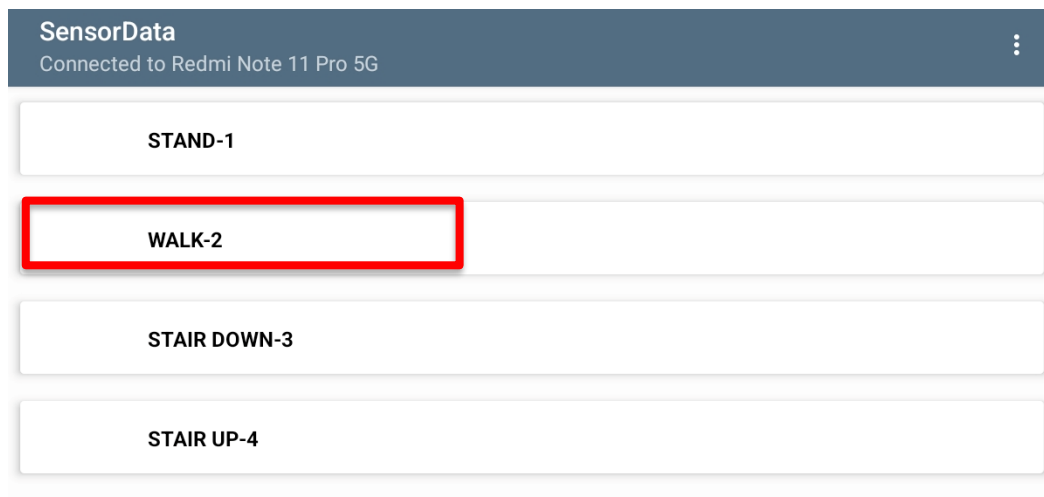 SensorData
Connected to Redmi Note 11 Pro 5G
STAND-1
WALK-2
STAIR DOWN-3
STAIR UP-4